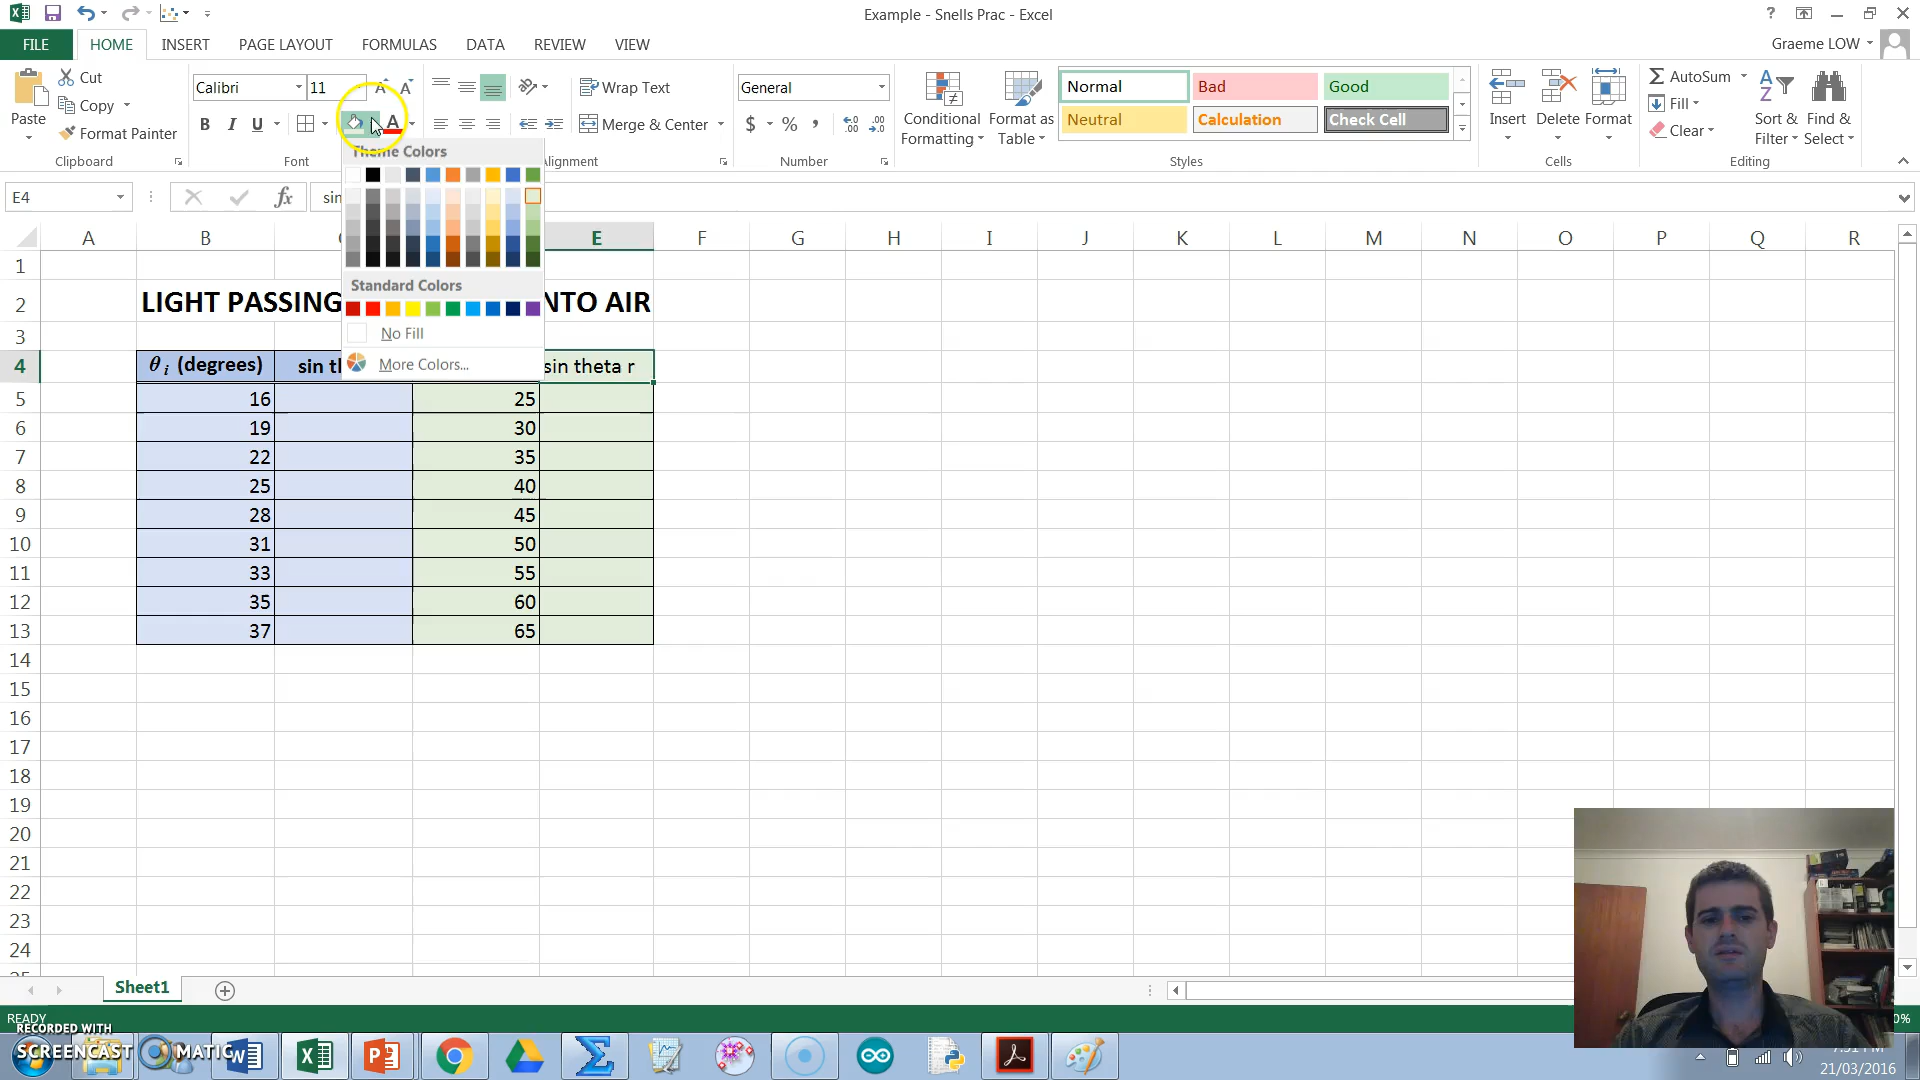 Example - Snells Prac - Excel
FILE HOME INSERT PAGE LAYOUT FORMULAS DATA REVIEW VIEW
Graeme LOW
Paste
Cut
Copy
Format Painter
Clipboard
Calibri 11
B I U A
Font
Wrap Text
Merge & Center
Alignment
General
$ % ,
Number
Conditional Formatting
Format as Table
Normal Bad Good
Neutral Calculation Check Cell
Styles
Insert Delete Format
Cells
AutoSum
Fill
Clear
Sort & Filter
Find & Select
Editing
Theme Colors
Standard Colors
No Fill
More Colors...
E4 fx sin
A B E F G H I J K L M N O P Q R
1
2 LIGHT PASSING NTO AIR
3
4 θ i (degrees) sin th sin theta r
5 16 25
6 19 30
7 22 35
8 25 40
9 28 45
10 31 50
11 33 55
12 35 60
13 37 65
14
15
16
17
18
19
20
21
22
23
24
Sheet1
READY
0%
RECORDED WITH
SCREENCAST MATIC
21/03/2016